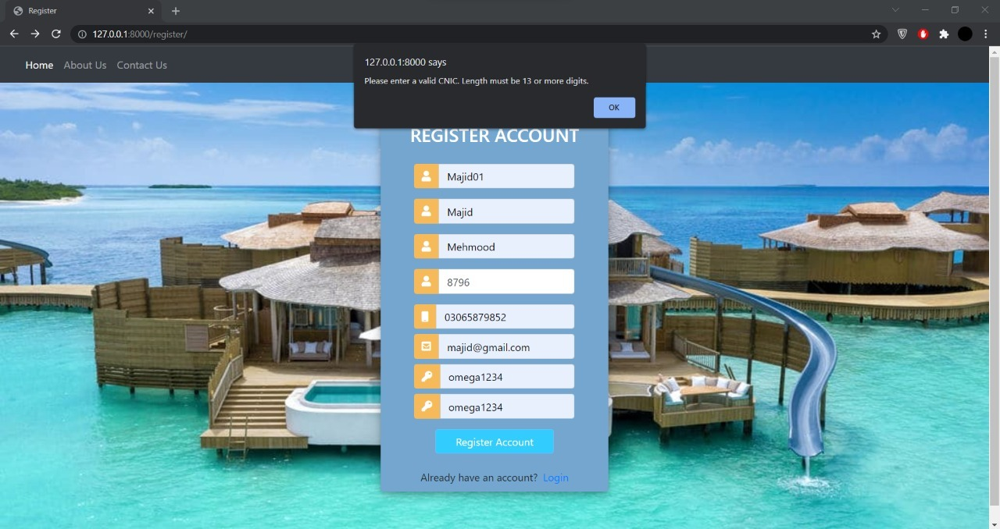 Register
127.0.0.1:8000/register/
Home About Us Contact Us
127.0.0.1:8000 says
Please enter a valid CNIC. Length must be 13 or more digits.
OK
REGISTER ACCOUNT
Majid01
Majid
Mehmood
8796
03065879852
majid@gmail.com
omega1234
omega1234
Register Account
Already have an account? Login